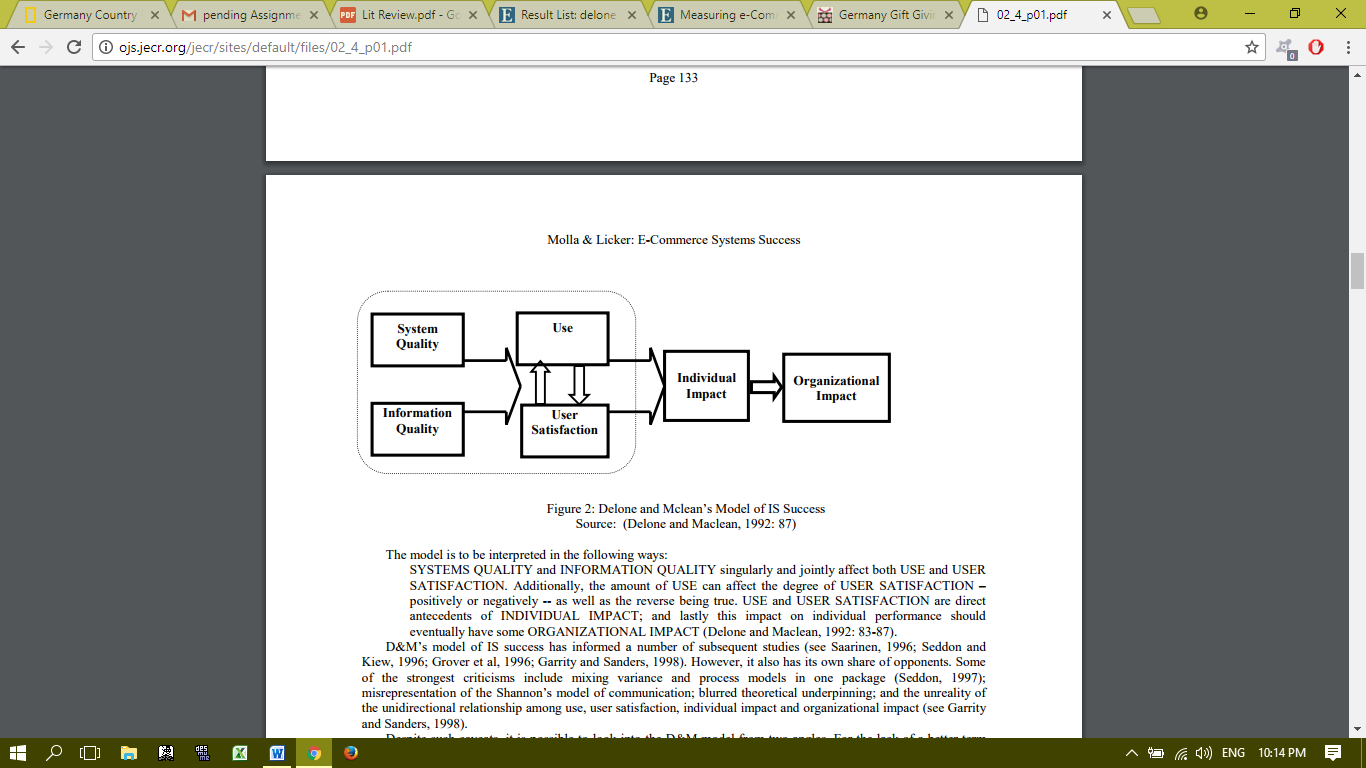 Germany Country
pending Assignme
Lit Review.pdf - Go
Result List: delone
Measuring e-Com
Germany Gift Givi
02_4_p01.pdf
ojs.jecr.org/jecr/sites/default/files/02_4_p01.pdf
0
Page 133
Molla & Licker: E-Commerce Systems Success
System
Quality
Use
Information
Quality
User
Satisfaction
Individual
Impact
Organizational
Impact
Figure 2: Delone and Mclean's Model of IS Success
Source: (Delone and Maclean, 1992: 87)
The model is to be interpreted in the following ways:
SYSTEMS QUALITY and INFORMATION QUALITY singularly and jointly affect both USE and USER
SATISFACTION. Additionally, the amount of USE can affect the degree of USER SATISFACTION –
positively or negatively -- as well as the reverse being true. USE and USER SATISFACTION are direct
antecedents of INDIVIDUAL IMPACT; and lastly this impact on individual performance should
eventually have some ORGANIZATIONAL IMPACT (Delone and Maclean, 1992: 83-87).
D&M's model of IS success has informed a number of subsequent studies (see Saarinen, 1996; Seddon and
Kiew, 1996; Grover et al, 1996; Garrity and Sanders, 1998). However, it also has its own share of opponents. Some
of the strongest criticisms include mixing variance and process models in one package (Seddon, 1997);
misrepresentation of the Shannon's model of communication; blurred theoretical underpinning; and the unreality of
the unidirectional relationship among use, user satisfaction, individual impact and organizational impact (see Garrity
and Sanders, 1998).
ENG
10:14 PM